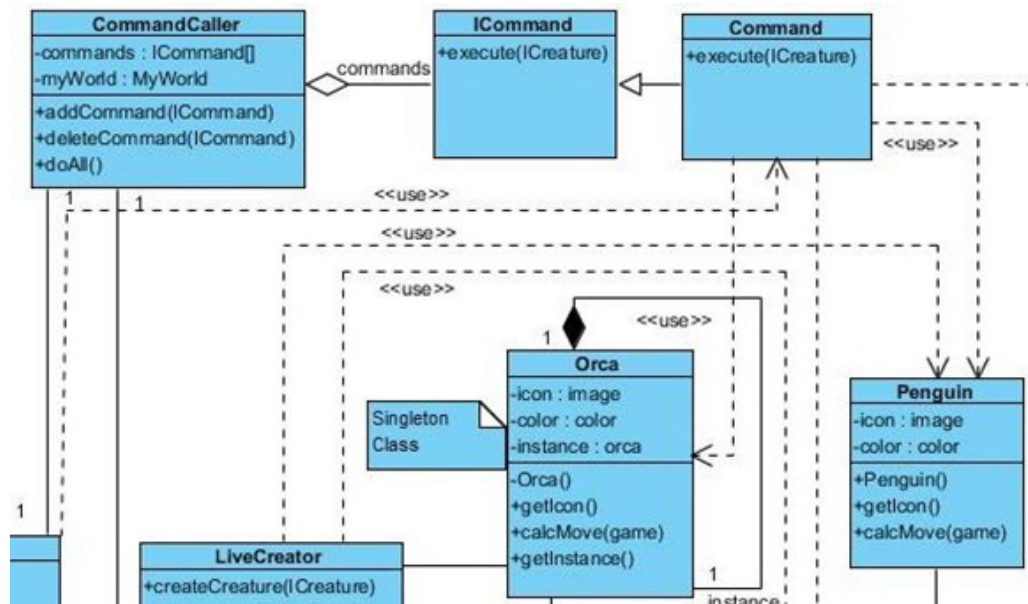 CommandCaller
-commands : ICommand[]
-myWorld : MyWorld
+addCommand(ICommand)
+deleteCommand(ICommand)
+doAll()
commands
ICommand
+execute(ICreature)
Command
+execute(ICreature)
<<use>>
1
1
<<use>>
<<use>>
<<use>>
<<use>>
1
Orca
-icon : image
-color : color
-instance : orca
-Orca()
+getIcon()
+calcMove(game)
+getInstance()
Singleton
Class
Penguin
-icon : image
-color : color
+Penguin()
+getIcon()
+calcMove(game)
1
LiveCreator
+createCreature(ICreature)
1
instance